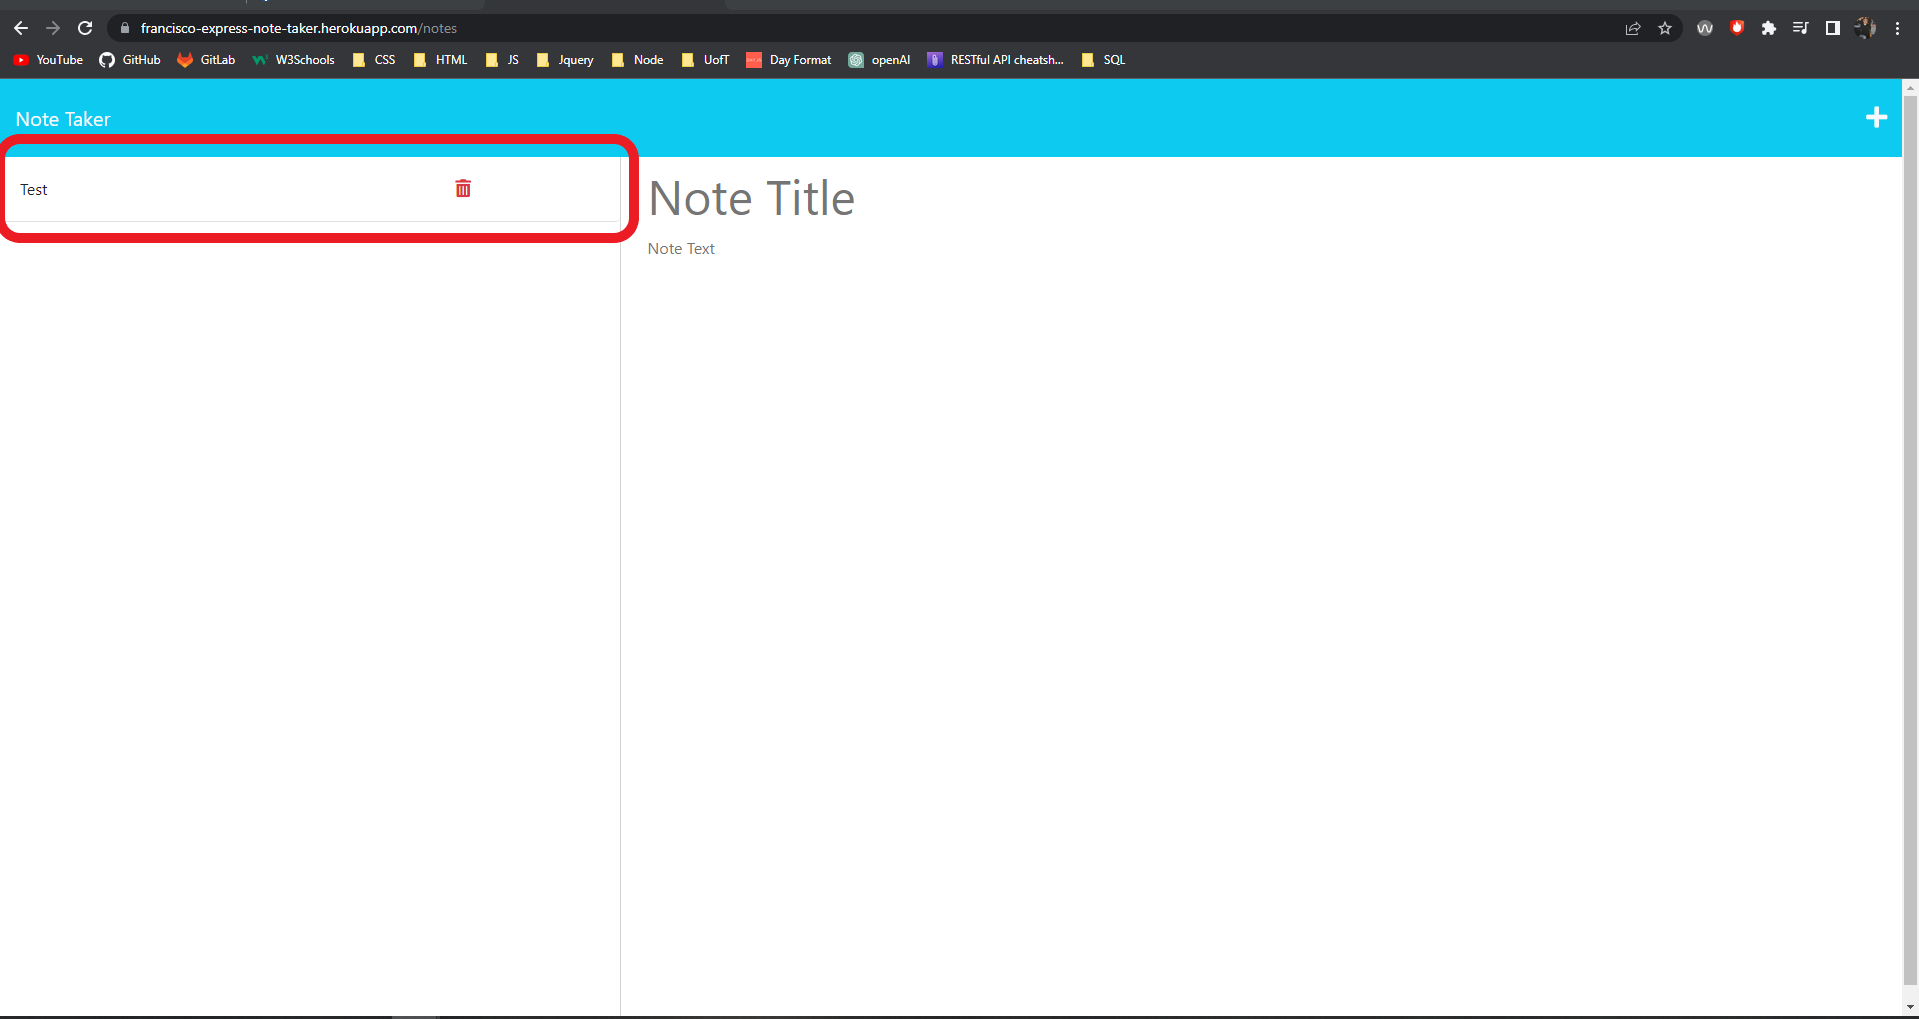 francisco-express-note-taker.herokuapp.com/notes
YouTube GitHub GitLab W3Schools CSS HTML JS Jquery Node UofT Day Format openAI RESTful API cheatsh... SQL
Note Taker
Test
Note Title
Note Text